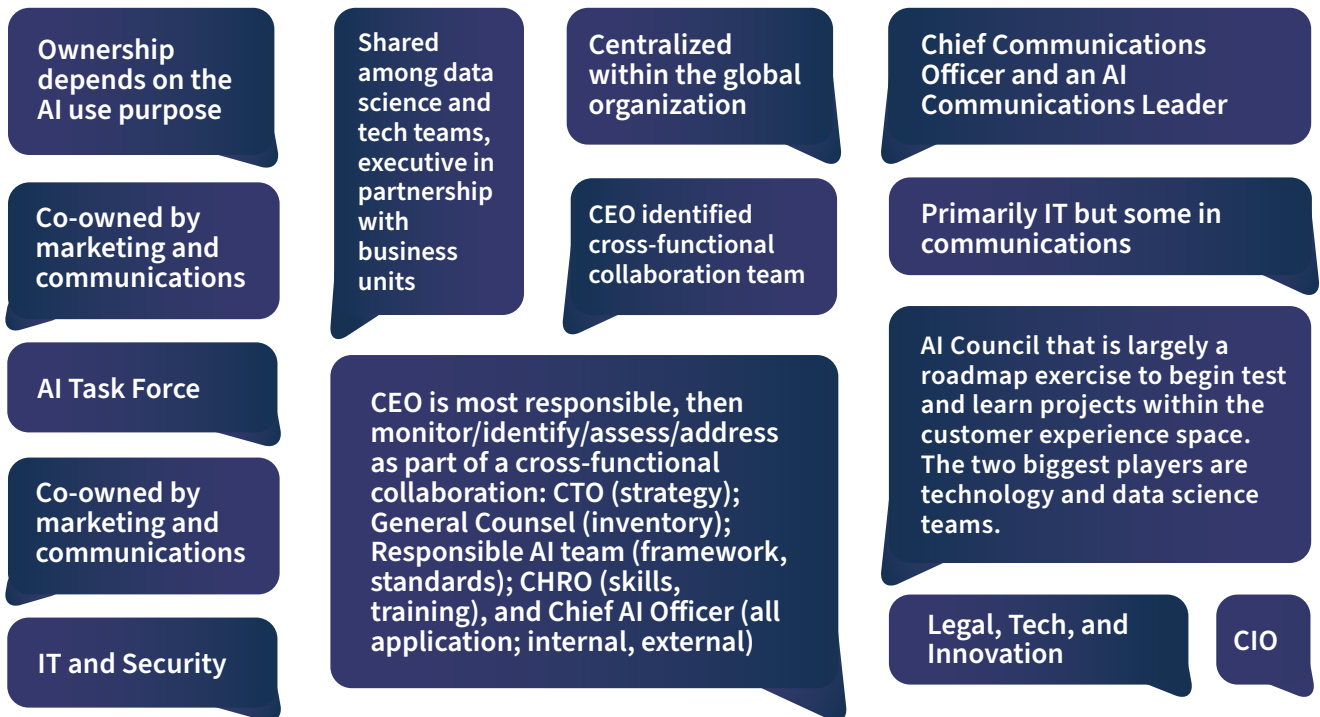 Ownership
depends on the
AI use purpose
Co-owned by
marketing and
communications
AI Task Force
Co-owned by
marketing and
communications
IT and Security
Shared
among data
science and
tech teams,
executive in
partnership
with
business
units
Centralized
within the global
organization
CEO identified
cross-functional
collaboration team
CEO is most responsible, then
monitor/identify/assess/address
as part of a cross-functional
collaboration: CTO (strategy);
General Counsel (inventory);
Responsible AI team (framework,
standards); CHRO (skills,
training), and Chief AI Officer (all
application; internal, external)
Chief Communications
Officer and an AI
Communications Leader
Primarily IT but some in
communications
AI Council that is largely a
roadmap exercise to begin test
and learn projects within the
customer experience space.
The two biggest players are
technology and data science
teams.
Legal, Tech, and
Innovation
CIO